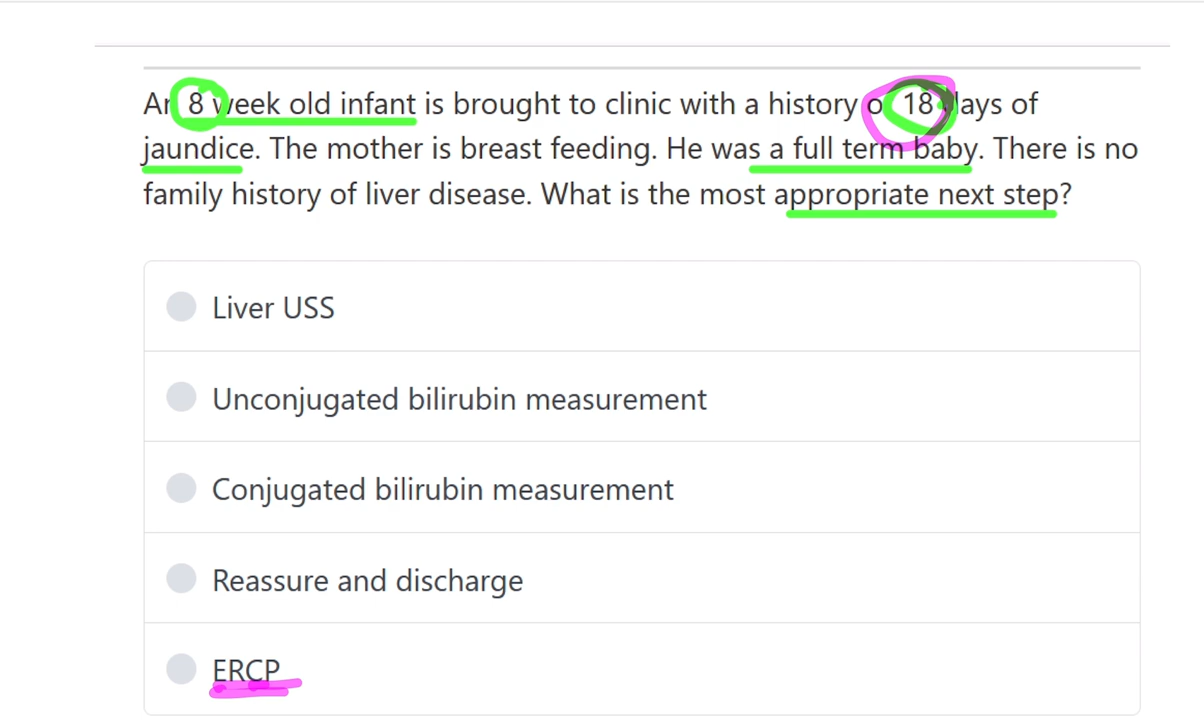 An 8 week old infant is brought to clinic with a history o 18 days of
jaundice. The mother is breast feeding. He was a full term baby. There is no
family history of liver disease. What is the most appropriate next step?
Liver USS
Unconjugated bilirubin measurement
Conjugated bilirubin measurement
Reassure and discharge
ERCP